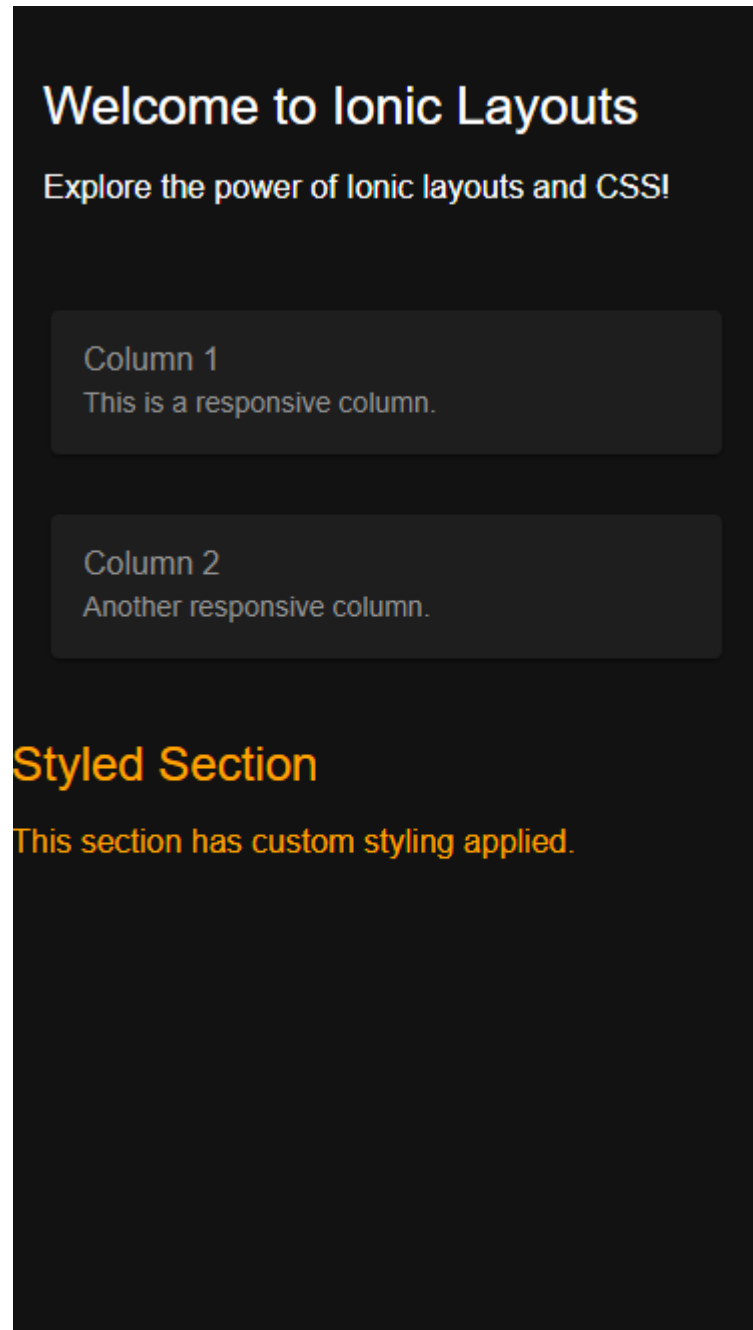 Welcome to Ionic Layouts
Explore the power of Ionic layouts and CSS!
Column 1
This is a responsive column.
Column 2
Another responsive column.
Styled Section
This section has custom styling applied.